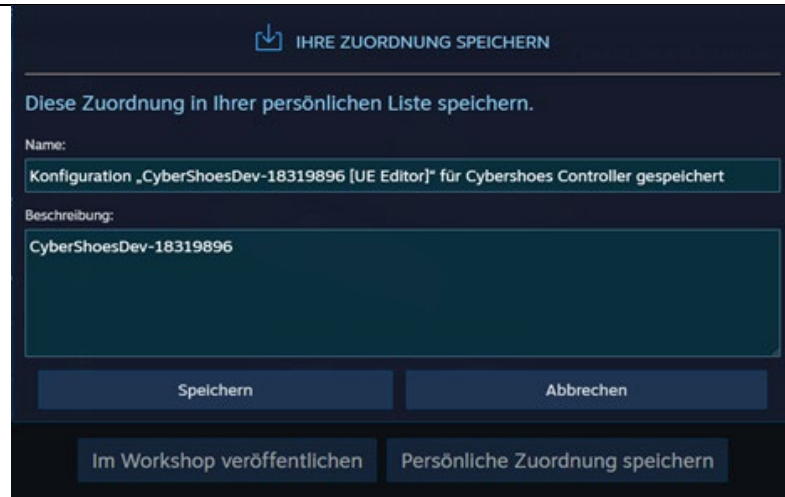 IHRE ZUORDNUNG SPEICHERN
Diese Zuordnung in Ihrer persönlichen Liste speichern.
Name:
Konfiguration „CyberShoesDev-18319896 [UE Editor]" für Cybershoes Controller gespeichert
Beschreibung:
CyberShoesDev-18319896
Speichern
Abbrechen
Im Workshop veröffentlichen
Persönliche Zuordnung speichern